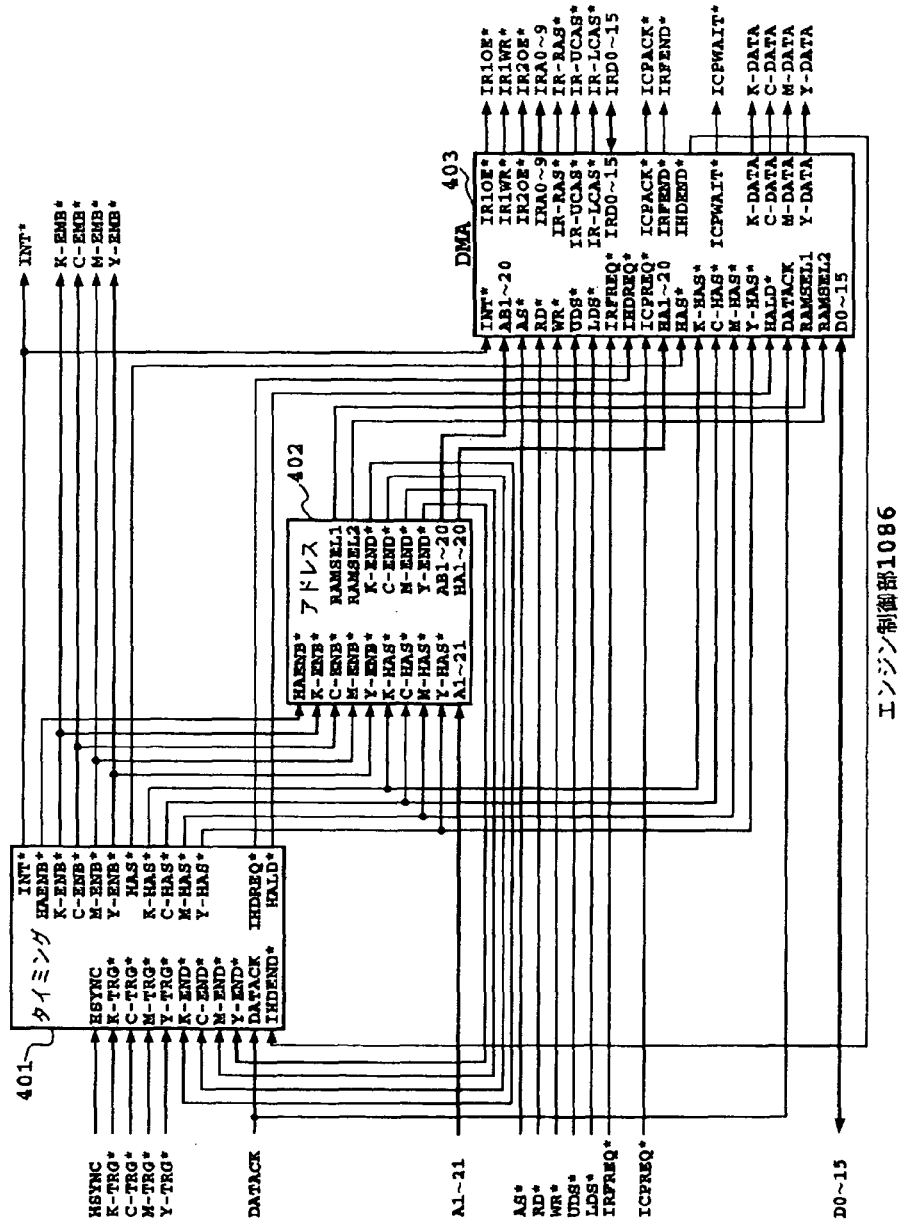 401
タイミング
HSYNC
K-TRG*
C-TRG*
M-TRG*
Y-TRG*
K-END*
C-END*
M-END*
Y-END*
DATACK
IHDEND*
INT*
HAENB*
K-ENB*
C-ENB*
M-ENB*
Y-ENB*
HAS*
K-HAS*
C-HAS*
M-HAS*
Y-HAS*
IHDREQ*
HALD*
HSYNC
K-TRG*
C-TRG*
M-TRG*
Y-TRG*
DATACK
A1~21
AS*
RD*
WR*
UDS*
LDS*
IRFREQ*
ICPREQ*
D0~15
INT*
K-EMB*
C-EMB*
M-EMB*
Y-EMB*
402
アドレス
HAENB*
K-ENB*
C-ENB*
M-ENB*
Y-ENB*
K-HAS*
C-HAS*
M-HAS*
Y-HAS*
A1~21
RAMSEL1
RAMSEL2
K-END*
C-END*
M-END*
Y-END*
AB1~20
HA1~20
403
DMA
INT*
AB1~20
AS*
RD*
WR*
UDS*
LDS*
IRFREQ*
IHDREQ*
ICPREQ*
HA1~20
HAS*
K-HAS*
C-HAS*
M-HAS*
Y-HAS*
HALD*
DATACK
RAMSEL1
RAMSEL2
D0~15
IR1OE*
IR1WR*
IR2OE*
IRA0~9
IR-RAS*
IR-UCAS*
IR-LCAS*
IRD0~15
ICPACK*
IRFEND*
IHDEND*
ICPWAIT*
K-DATA
C-DATA
M-DATA
Y-DATA
IR1OE*
IR1WR*
IR2OE*
IRA0~9
IR-RAS*
IR-UCAS*
IR-LCAS*
IRD0~15
ICPACK*
IRFEND*
ICPWAIT*
K-DATA
C-DATA
M-DATA
Y-DATA
エンジン制御部1086